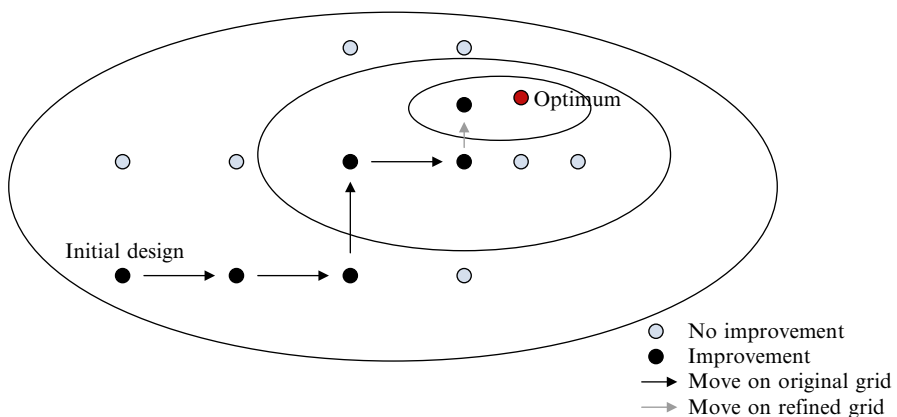 Optimum
Initial design
No improvement
Improvement
Move on original grid
Move on refined grid